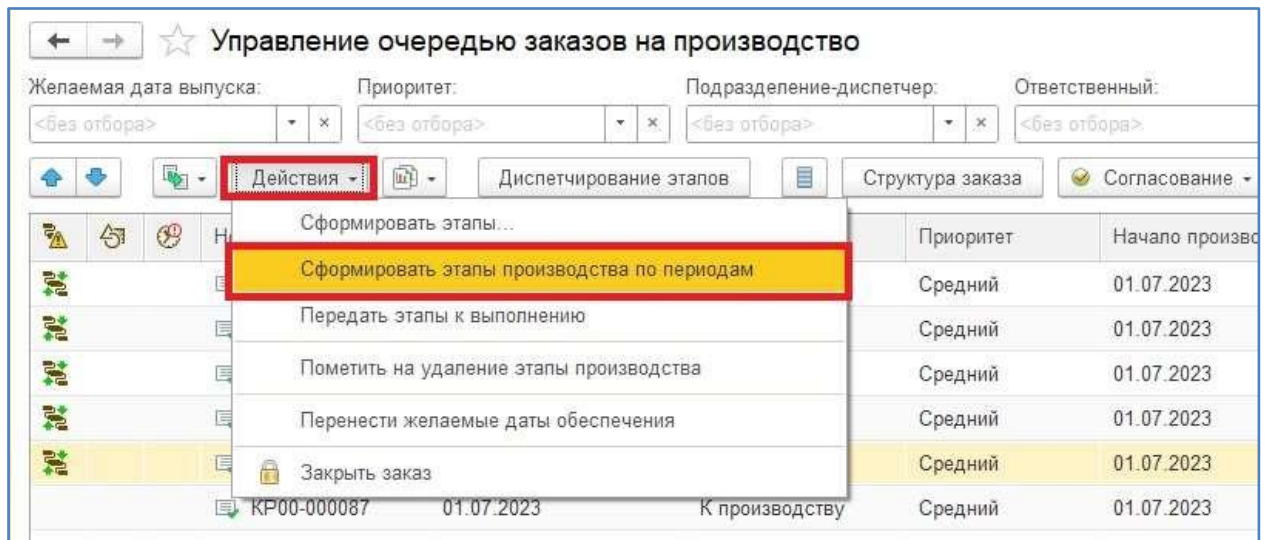 Управление очередью заказов на производство
Желаемая дата выпуска: Приоритет: Подразделение-диспетчер: Ответственный:
<без отбора> <без отбора> <без отбора> <без отбора>
Действия Диспетчирование этапов Структура заказа Согласование
Приоритет Начало произво
Сформировать этапы...
Сформировать этапы производства по периодам
Средний 01.07.2023
Передать этапы к выполнению
Средний 01.07.2023
Пометить на удаление этапы производства
Средний 01.07.2023
Перенести желаемые даты обеспечения
Средний 01.07.2023
Закрыть заказ
Средний 01.07.2023
КР00-000087 01.07.2023 К производству Средний 01.07.2023